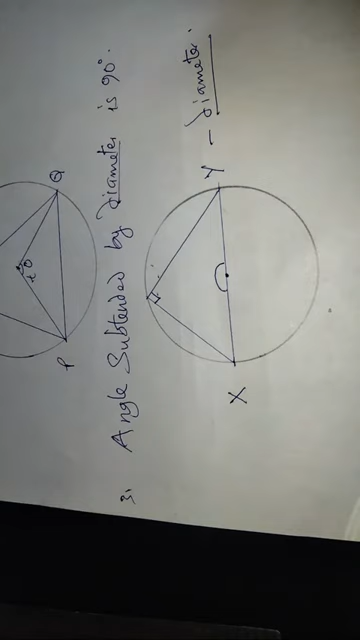 O
P
Q
3. Angle Subtended by Diameter is 90°.
X
Y - Diameter.